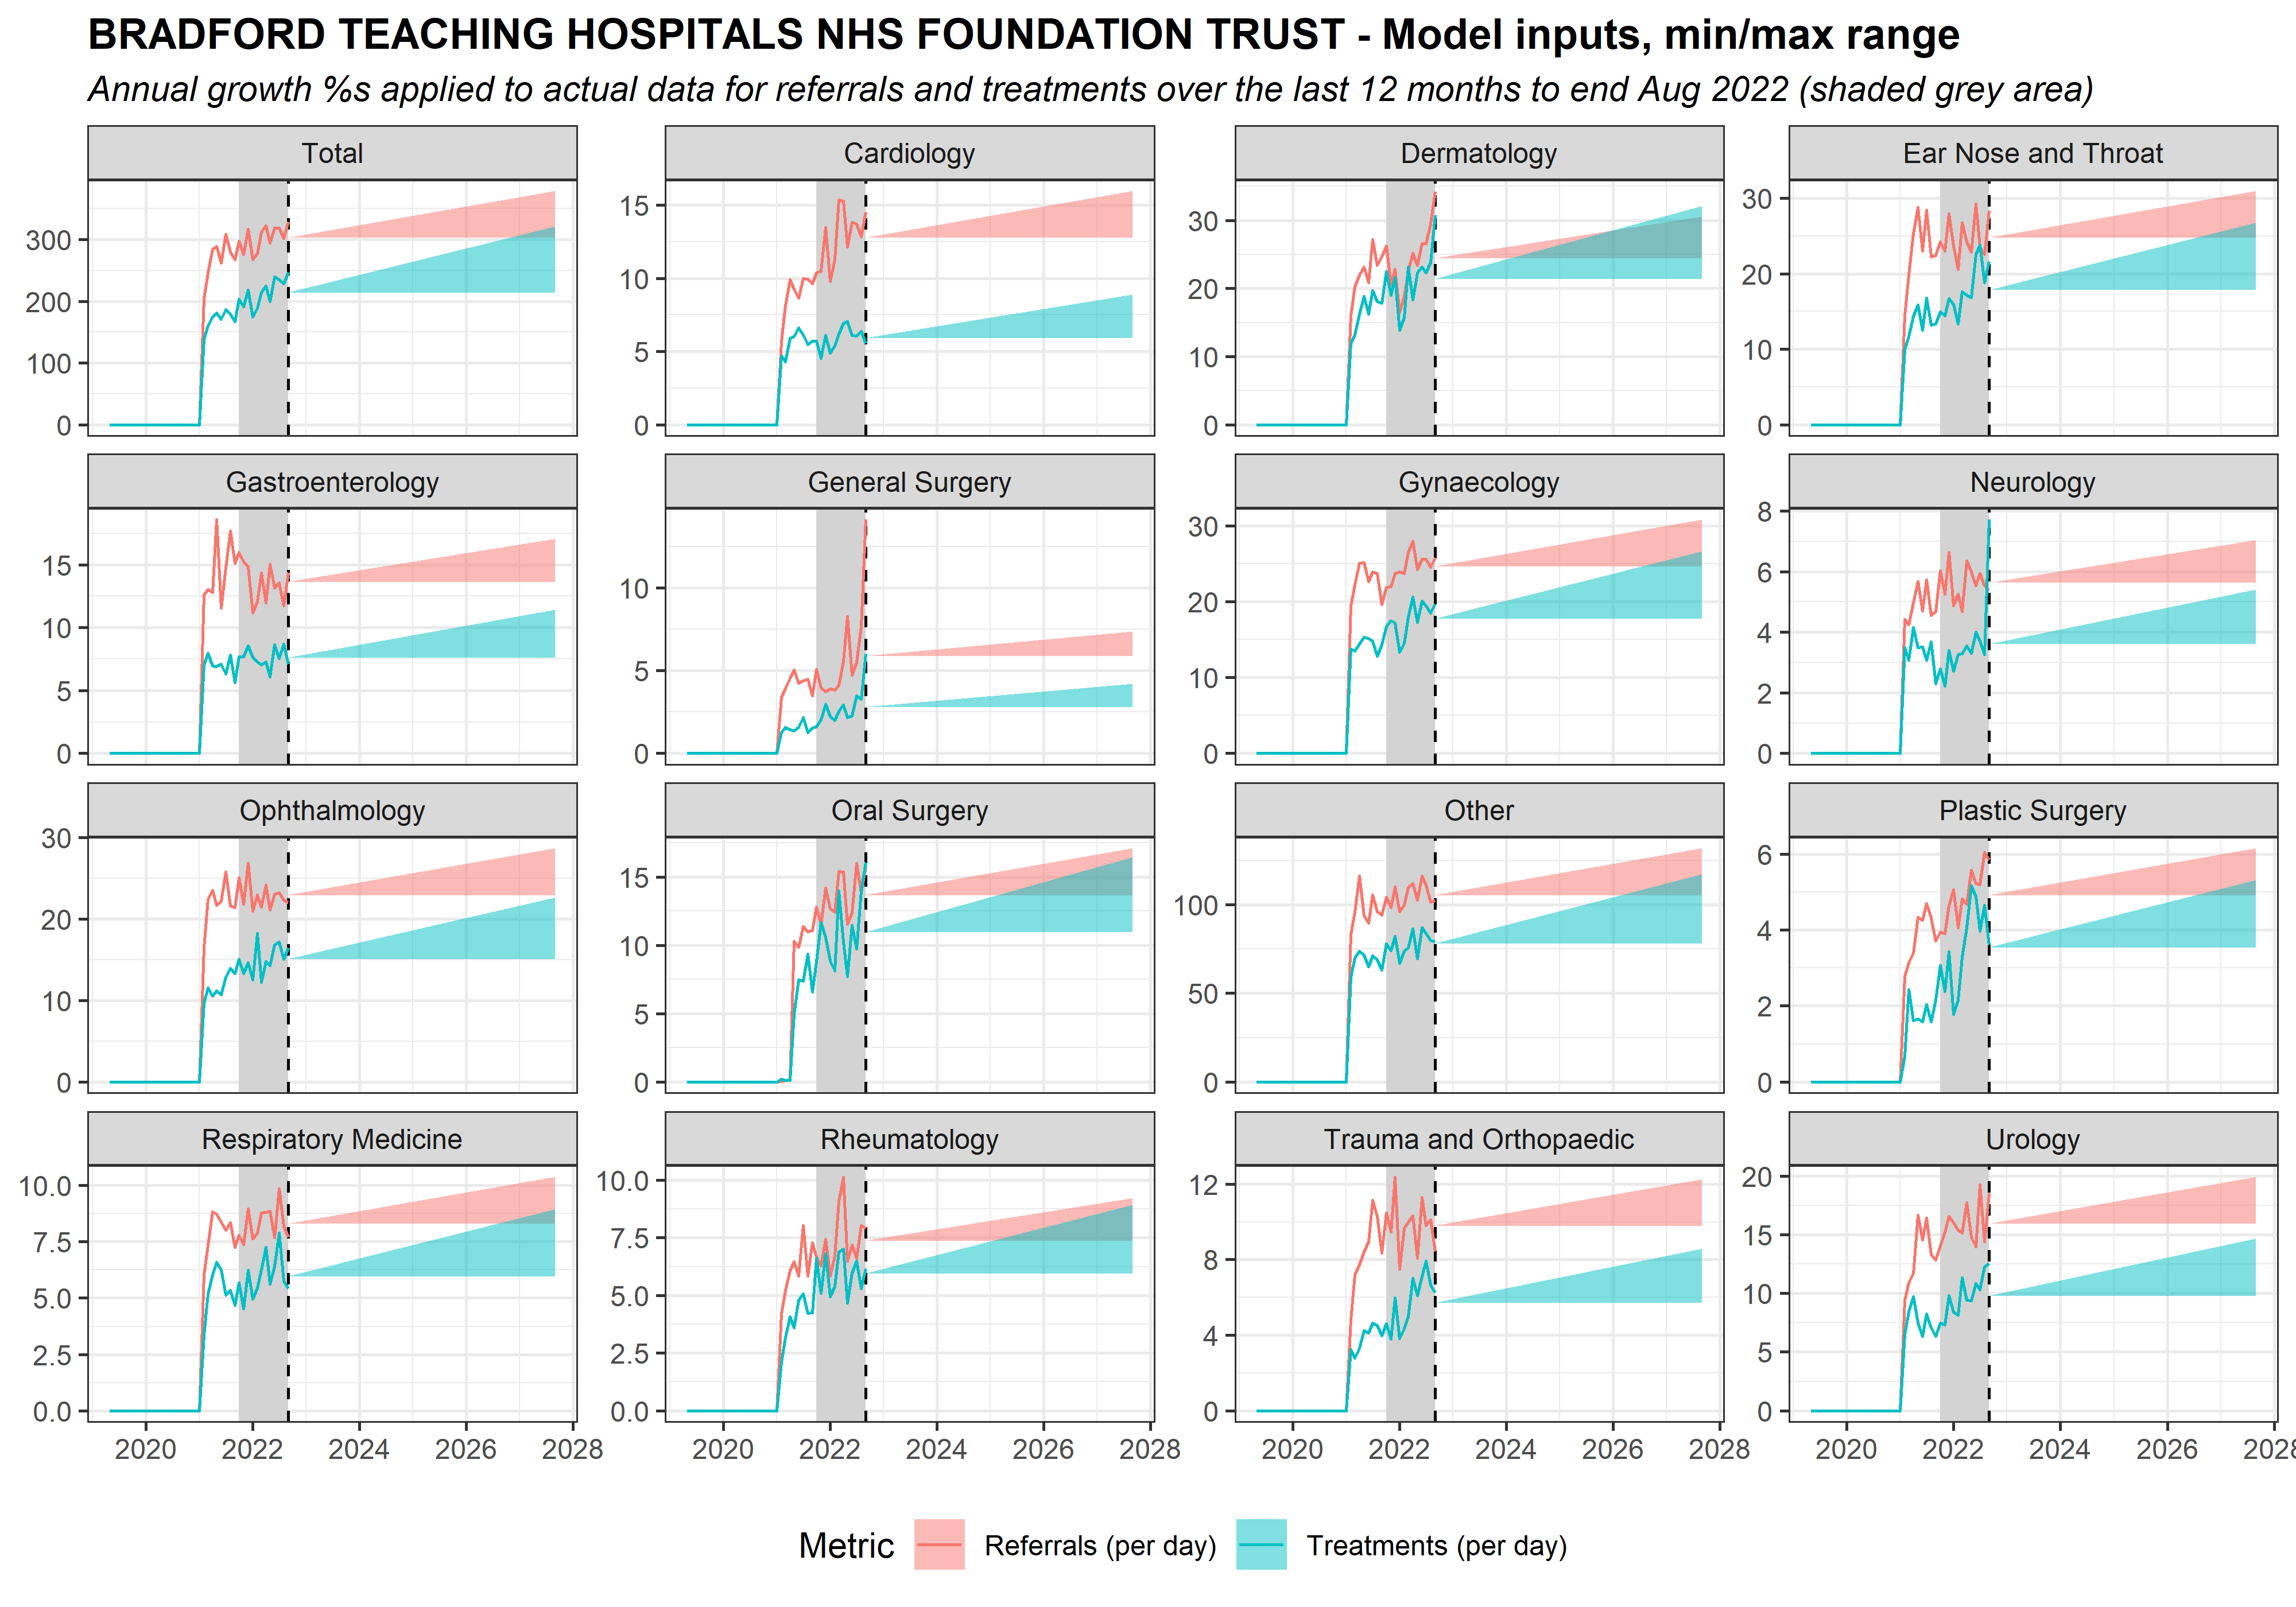 BRADFORD TEACHING HOSPITALS NHS FOUNDATION TRUST - Model inputs, min/max range
Annual growth %s applied to actual data for referrals and treatments over the last 12 months to end Aug 2022 (shaded grey area)
Total Cardiology Dermatology Ear Nose and Throat
300 200 100 0
15 10 5 0
30 20 10 0
30 20 10 0
Gastroenterology General Surgery Gynaecology Neurology
15 10 5 0
10 5 0
30 20 10 0
8 6 4 2 0
Ophthalmology Oral Surgery Other Plastic Surgery
30 20 10 0
15 10 5 0
100 50 0
6 4 2 0
Respiratory Medicine Rheumatology Trauma and Orthopaedic Urology
10.0 7.5 5.0 2.5 0.0
10.0 7.5 5.0 2.5 0.0
12 8 4 0
20 15 10 5 0
2020 2022 2024 2026 2028 2020 2022 2024 2026 2028 2020 2022 2024 2026 2028 2020 2022 2024 2026 2028
Metric Referrals (per day) Treatments (per day)